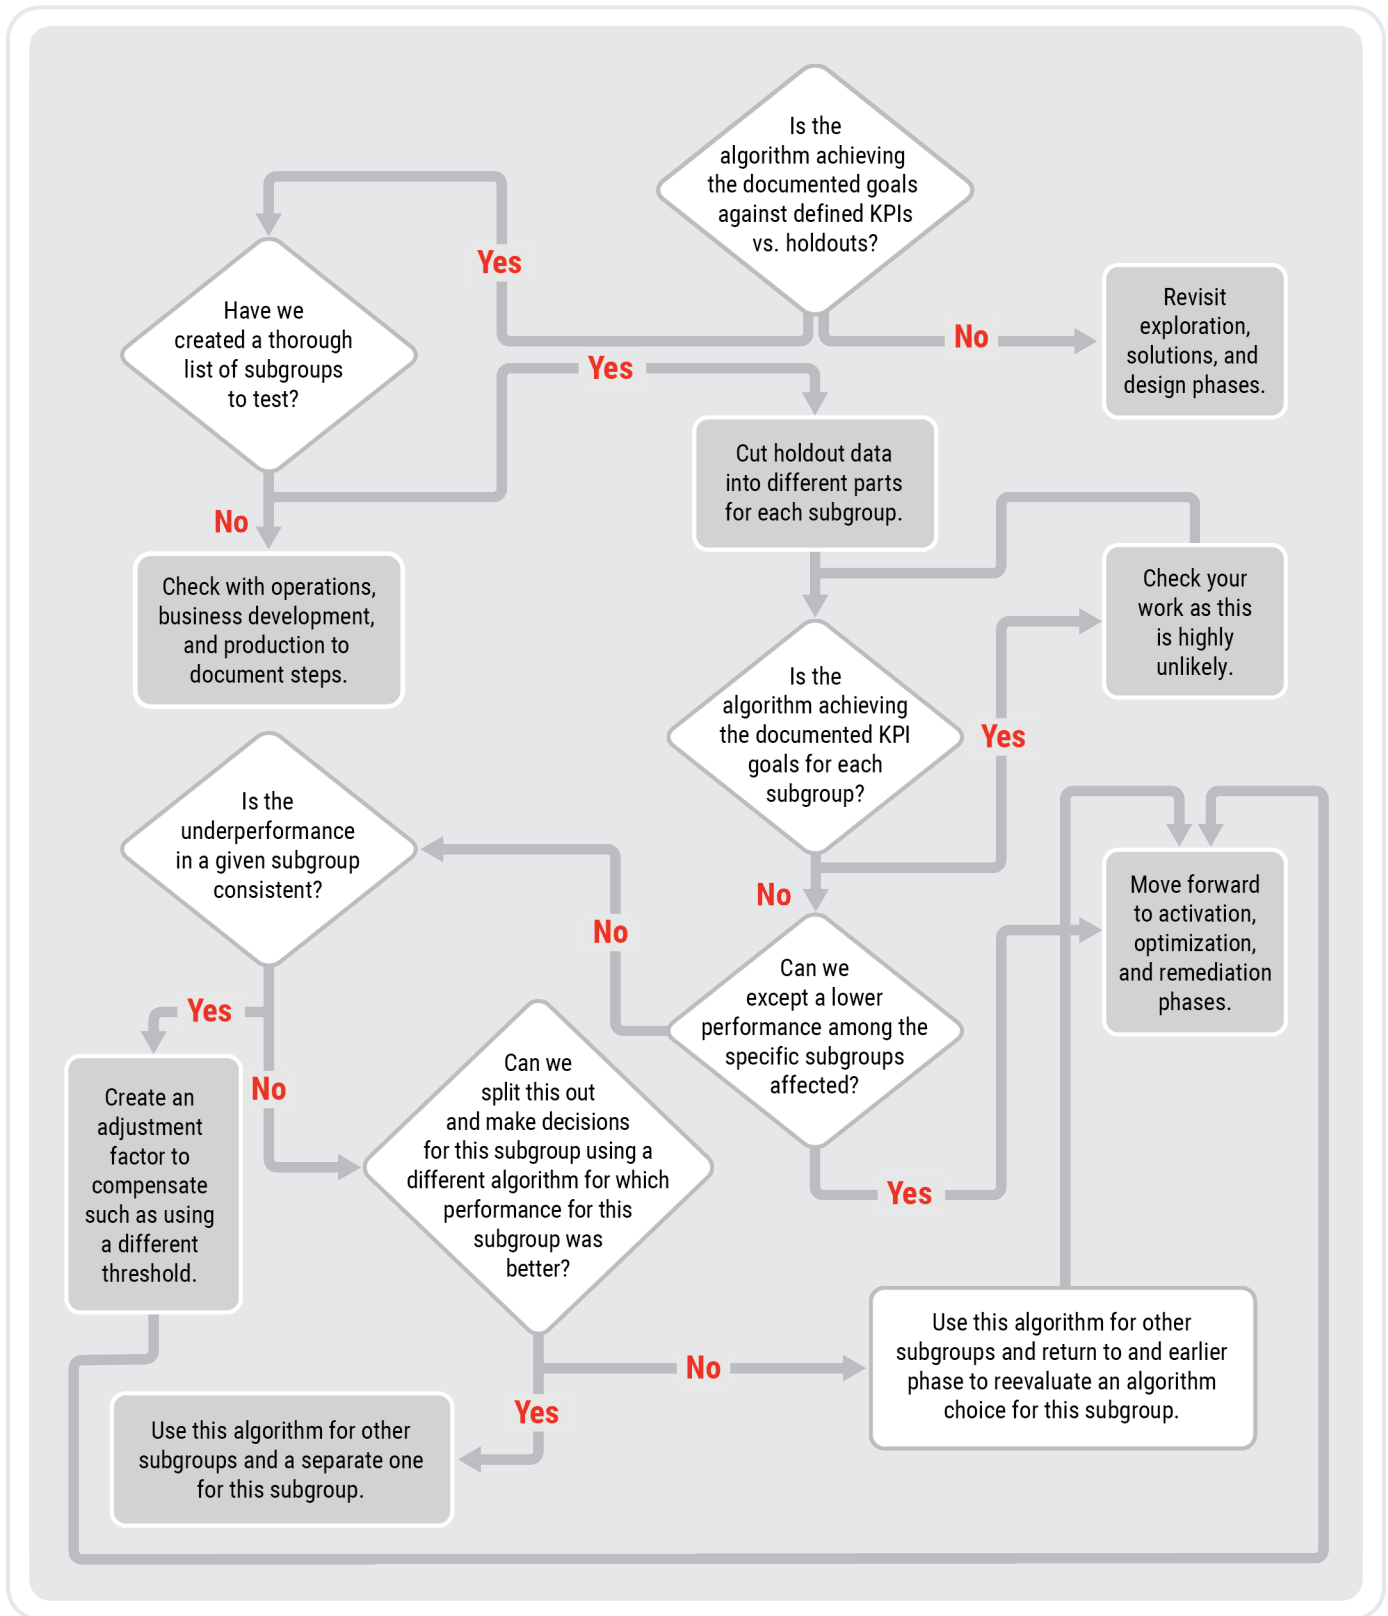 Is the
algorithm achieving
the documented goals
against defined KPIs
vs. holdouts?
Yes
No
Revisit
exploration,
solutions, and
design phases.
Have we
created a thorough
list of subgroups
to test?
Yes
No
Cut holdout data
into different parts
for each subgroup.
Check with operations,
business development,
and production to
document steps.
Check your
work as this
is highly
unlikely.
Is the
algorithm achieving
the documented KPI
goals for each
subgroup?
Yes
No
Is the
underperformance
in a given subgroup
consistent?
No
Move forward
to activation,
optimization,
and remediation
phases.
Can we
except a lower
performance among the
specific subgroups
affected?
Yes
Yes
No
Create an
adjustment
factor to
compensate
such as using
a different
threshold.
Can we
split this out
and make decisions
for this subgroup using a
different algorithm for which
performance for this
subgroup was
better?
No
Yes
Use this algorithm for other
subgroups and return to and earlier
phase to reevaluate an algorithm
choice for this subgroup.
Use this algorithm for other
subgroups and a separate one
for this subgroup.